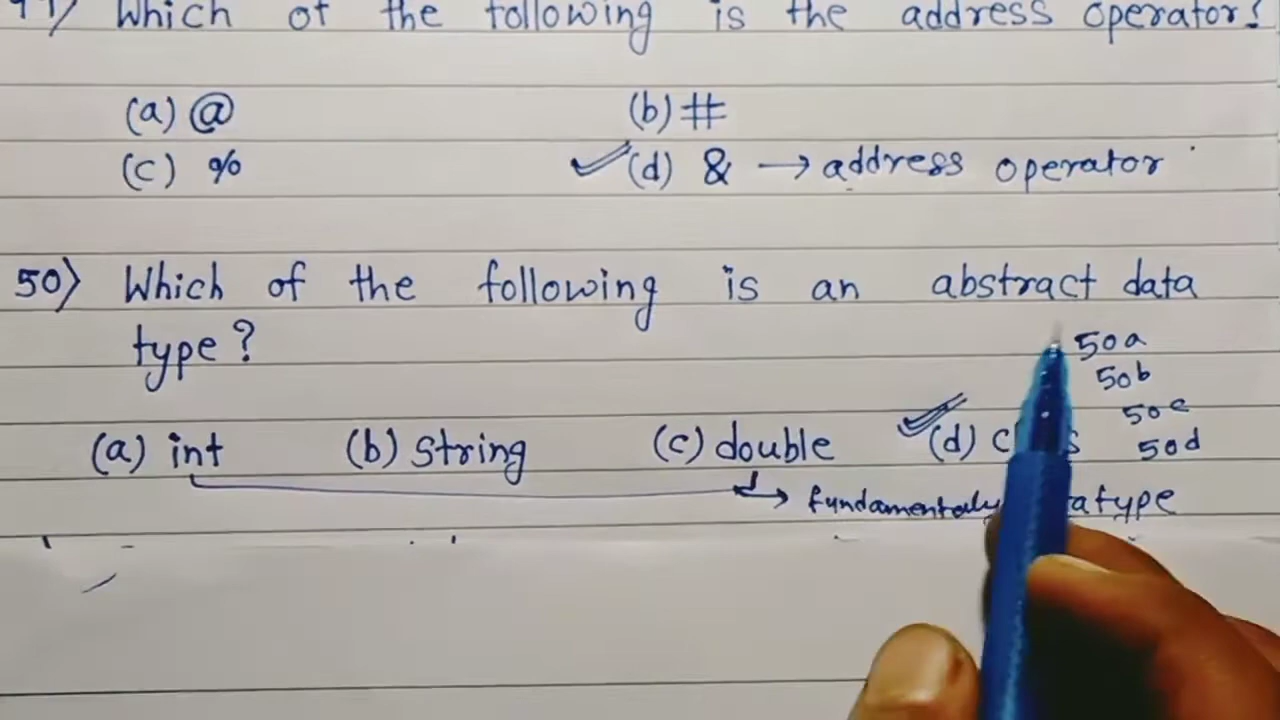 Which of the following is the address operator?
(a) @ (b) #
(c) % (d) & → address operator
50) Which of the following is an abstract data
type?
50a
50b
50c
(a) int (b) string (c) double (d)
50d
→ fundamentaly